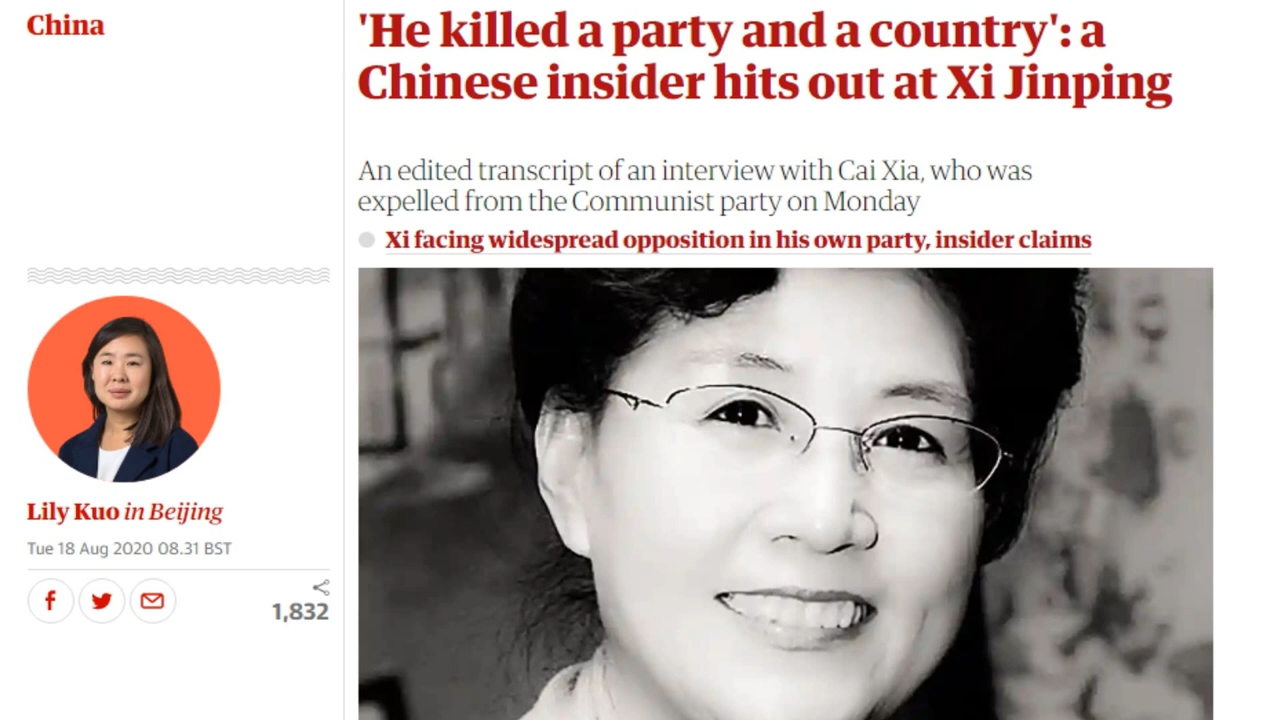 China
'He killed a party and a country': a
Chinese insider hits out at Xi Jinping
An edited transcript of an interview with Cai Xia, who was
expelled from the Communist party on Monday
Xi facing widespread opposition in his own party, insider claims
Lily Kuo in Beijing
Tue 18 Aug 2020 08.31 BST
1,832